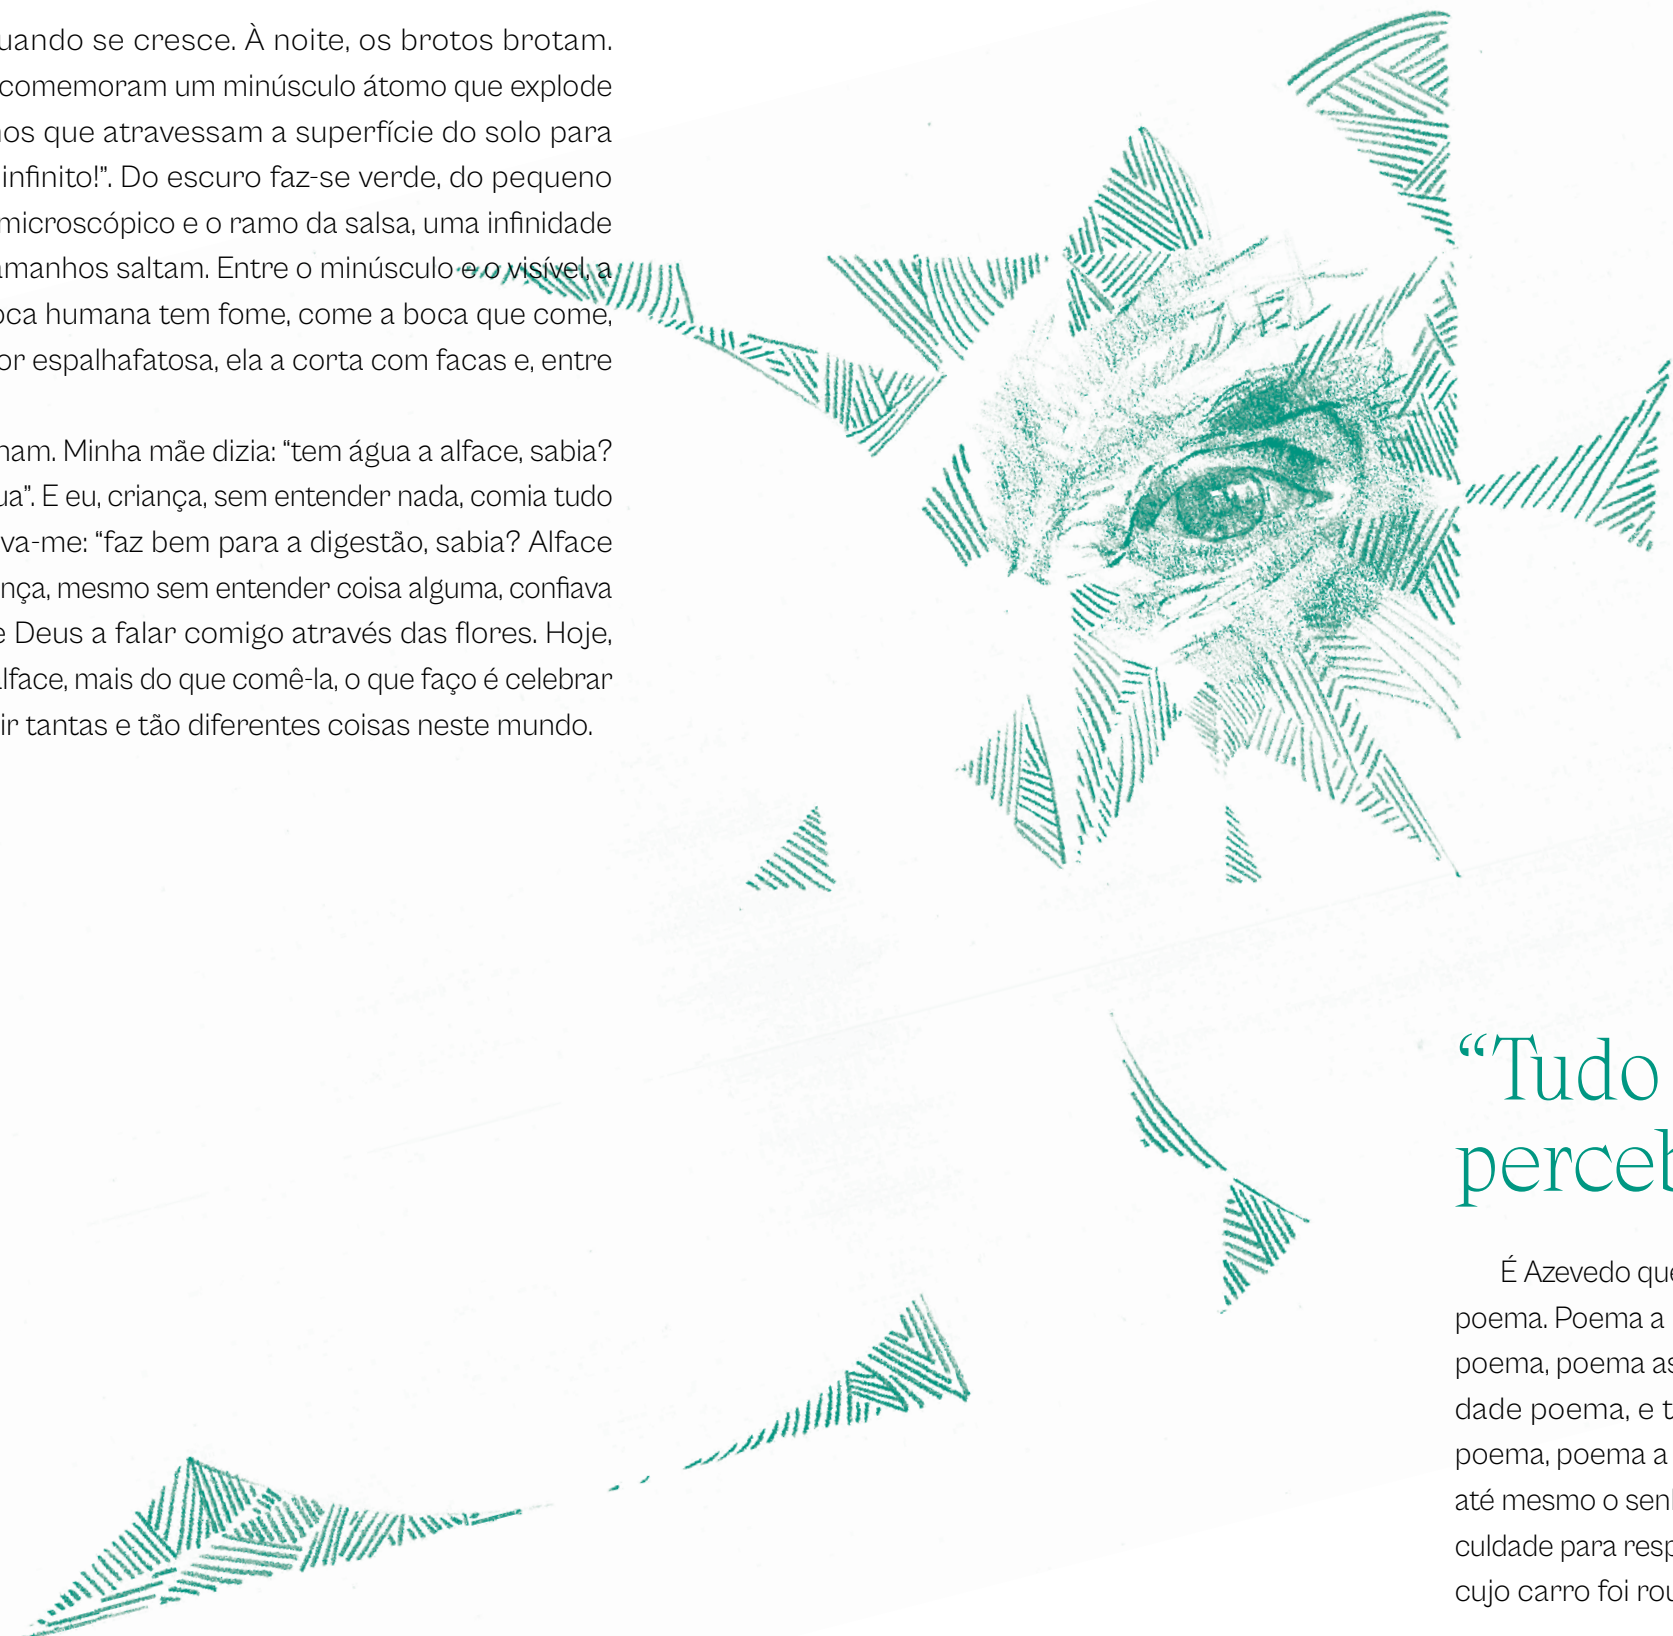 uando se cresce. À noite, os brotos brotam.
comemoram um minúsculo átomo que explode
nos que atravessam a superfície do solo para
infinito!”. Do escuro faz-se verde, do pequeno
microscópico e o ramo da salsa, uma infinidade
amanhos saltam. Entre o minúsculo e o visível, a
oca humana tem fome, come a boca que come,
or espalhafatosa, ela a corta com facas e, entre
nam. Minha mãe dizia: “tem água a alface, sabia?
ua”. E eu, criança, sem entender nada, comia tudo
va-me: “faz bem para a digestão, sabia? Alface
nça, mesmo sem entender coisa alguma, confiava
e Deus a falar comigo através das flores. Hoje,
alface, mais do que comê-la, o que faço é celebrar
ir tantas e tão diferentes coisas neste mundo.
“Tudo
perceb
É Azevedo que
poema. Poema a
poema, poema as
dade poema, e t
poema, poema a
até mesmo o sen
culdade para resp
cujo carro foi rou